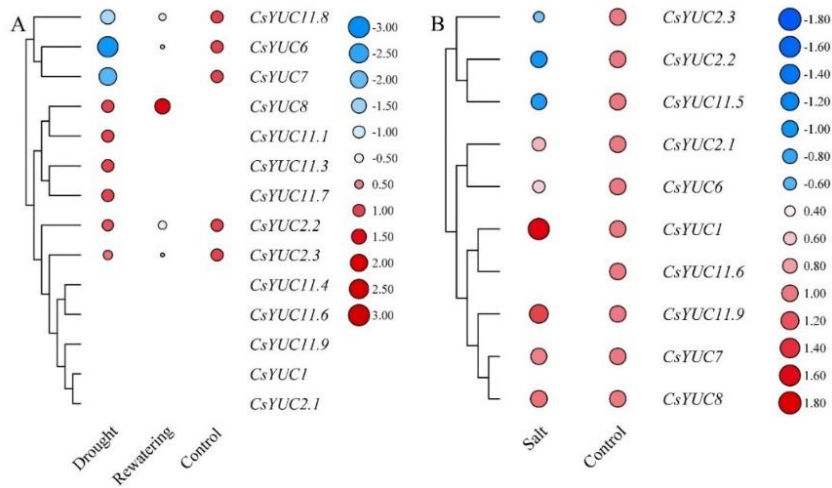 A
CsYUC11.8
CsYUC6
CsYUC7
CsYUC8
CsYUC11.1
CsYUC11.3
CsYUC11.7
CsYUC2.2
CsYUC2.3
CsYUC11.4
CsYUC11.6
CsYUC11.9
CsYUC1
CsYUC2.1
Drought
Rewatering
Control
-3.00
-2.50
-2.00
-1.50
-1.00
-0.50
0.50
1.00
1.50
2.00
2.50
3.00
B
CsYUC2.3
CsYUC2.2
CsYUC11.5
CsYUC2.1
CsYUC6
CsYUC1
CsYUC11.6
CsYUC11.9
CsYUC7
CsYUC8
Salt
Control
-1.80
-1.60
-1.40
-1.20
-1.00
-0.80
-0.60
0.40
0.60
0.80
1.00
1.20
1.40
1.60
1.80